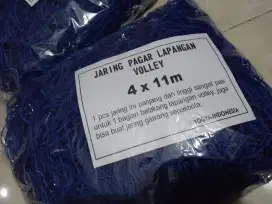 JARING PAGAR LAPANGAN
VOLLEY
4 x 11m
1 pcs jaring ini panjang dan tinggi sangat pas
untuk 1 bagian belakang lapangan volley, juga
bisa buat jaring gawang sepakbola.
YOGYAINDONESIA